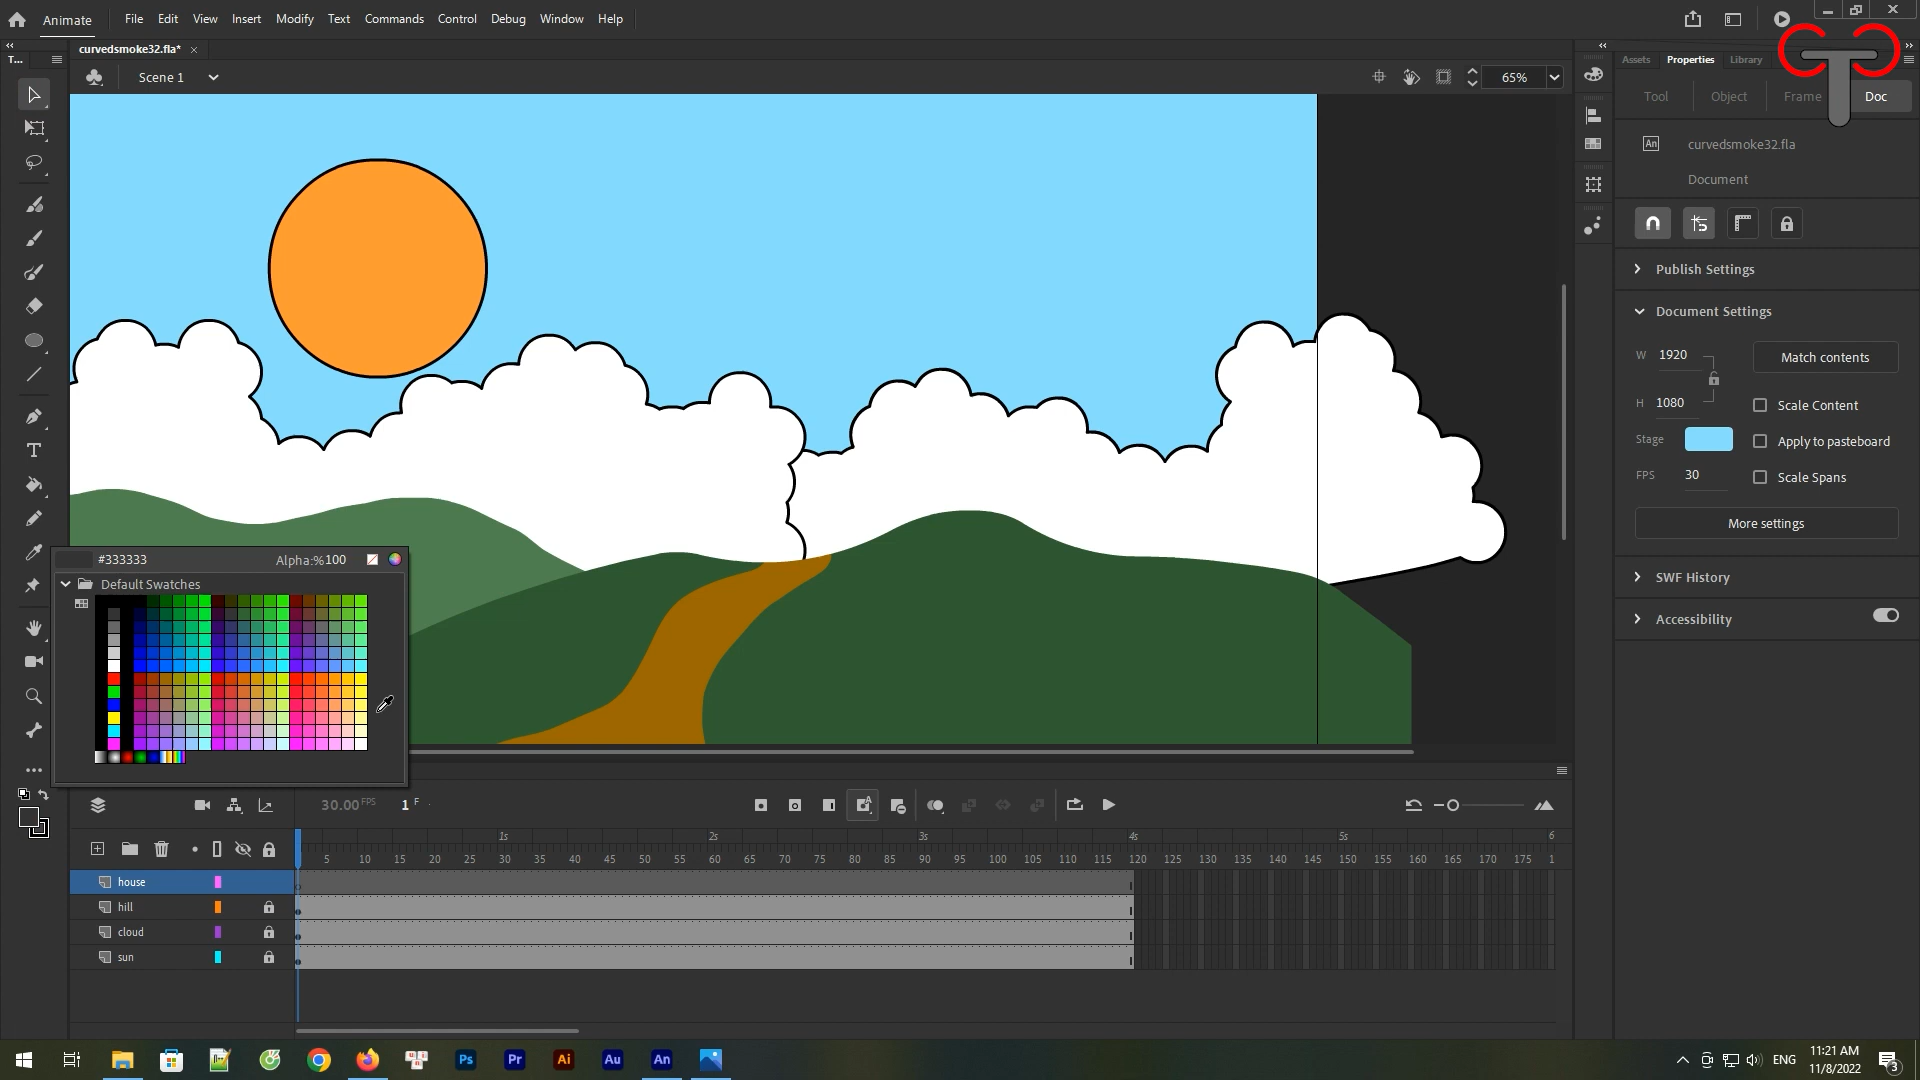 Animate
File Edit View Insert Modify Text Commands Control Debug Window Help
curvedsmoke32.fla*
T...
Scene 1
65%
Assets Properties Library
Tool Object Frame Doc
An curvedsmoke32.fla
Document
Publish Settings
Document Settings
W 1920
Match contents
H 1080
Scale Content
Stage
Apply to pasteboard
FPS 30
Scale Spans
More settings
SWF History
Accessibility
#333333
Alpha:%100
Default Swatches
30.00 FPS 1 F
1s 2s 3s 4s 5s 6
5 10 15 20 25 30 35 40 45 50 55 60 65 70 75 80 85 90 95 100 105 110 115 120 125 130 135 140 145 150 155 160 165 170 175 1
house
hill
cloud
sun
Ps Pr Ai Au An
ENG
11:21 AM
11/8/2022
3